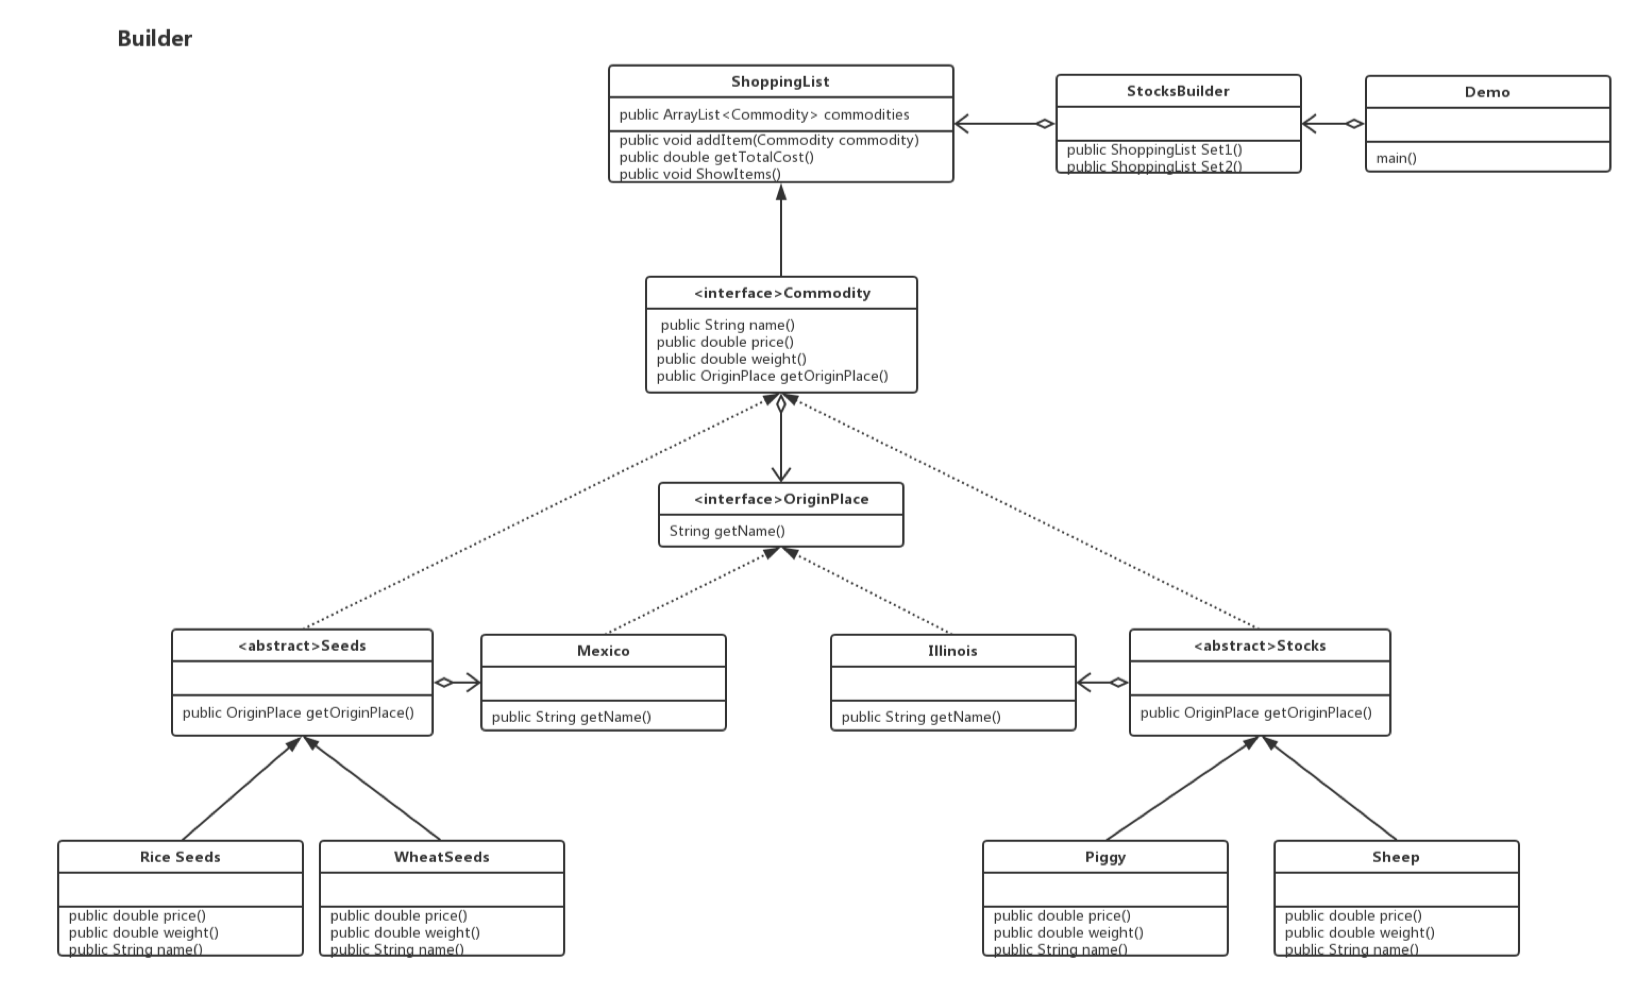 Builder
ShoppingList
public ArrayList<Commodity> commodities
public void addItem(Commodity commodity)
public double getTotalCost()
public void ShowItems()
StocksBuilder
public ShoppingList Set1()
public ShoppingList Set2()
Demo
main()
<interface>Commodity
public String name()
public double price()
public double weight()
public OriginPlace getOriginPlace()
<interface>OriginPlace
String getName()
<abstract>Seeds
public OriginPlace getOriginPlace()
Mexico
public String getName()
Illinois
public String getName()
<abstract>Stocks
public OriginPlace getOriginPlace()
Rice Seeds
public double price()
public double weight()
public String name()
WheatSeeds
public double price()
public double weight()
public String name()
Piggy
public double price()
public double weight()
public String name()
Sheep
public double price()
public double weight()
public String name()